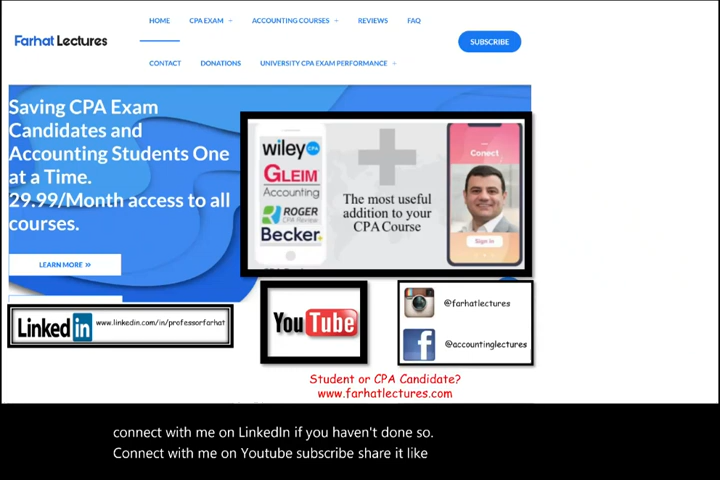 HOME
CPA EXAM +
ACCOUNTING COURSES +
REVIEWS
FAQ
Farhat Lectures
SUBSCRIBE
CONTACT
DONATIONS
UNIVERSITY CPA EXAM PERFORMANCE +
Saving CPA Exam
Candidates and
Accounting Students One
at a Time.
29.99/Month access to all
courses.
LEARN MORE »
wiley CPA
GLEIM
Accounting
ROGER
CPA Review
Becker
The most useful
addition to your
CPA Course
Conect
Sign in
Linked in
www.linkedin.com/in/professorfarhat
YouTube
@farhatlectures
@accountinglectures
Student or CPA Candidate?
www.farhatlectures.com
connect with me on LinkedIn if you haven't done so.
Connect with me on Youtube subscribe share it like